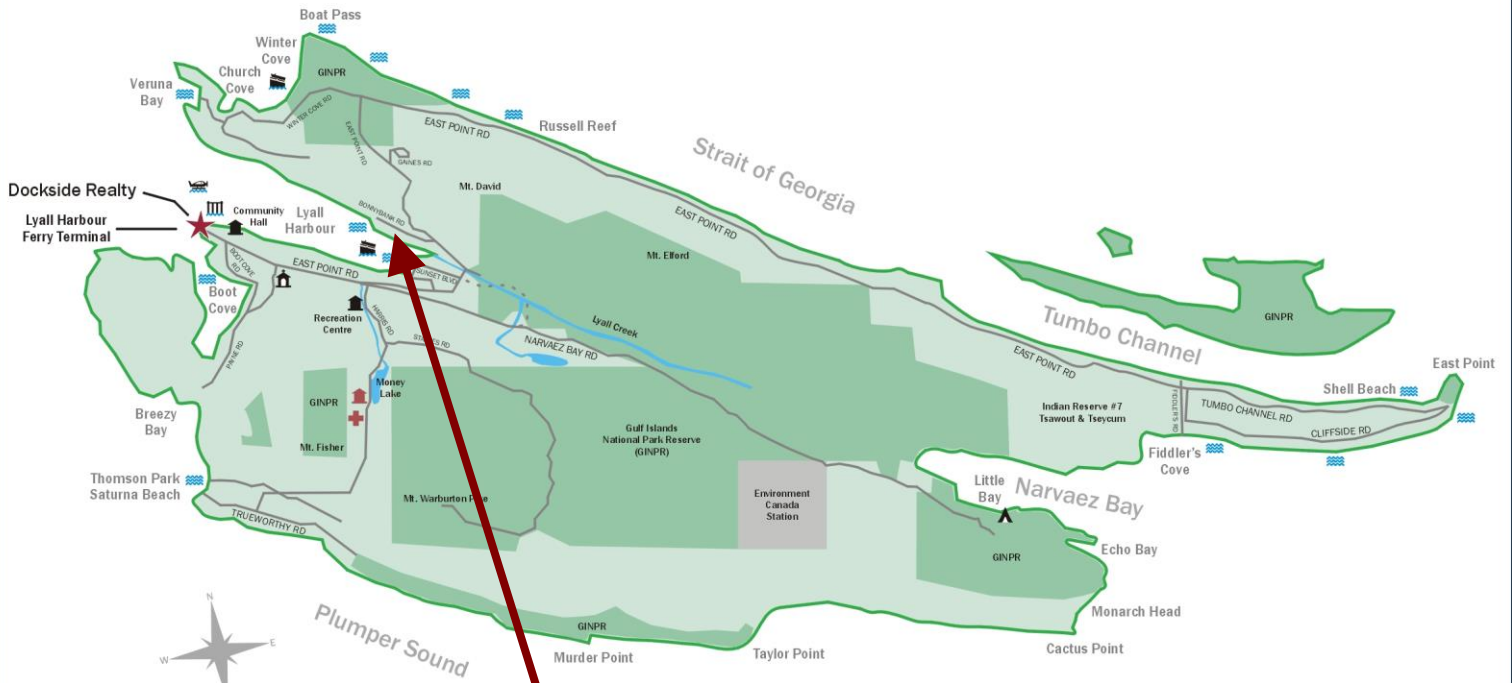 Boat Pass
Winter
Cove
Church
Cove
Veruna
Bay
GINPR
WINTER COVE RD
EAST POINT RD
EAST POINT RD
Russell Reef
GAINES RD
Mt. David
BONNYBANK RD
Strait of Georgia
Dockside Realty
Lyall Harbour
Ferry Terminal
Community
Hall
Lyall
Harbour
EAST POINT RD
Mt. Elford
BOOT COVE
RD
EAST POINT RD
SUNSET BLVD
Boot
Cove
Recreation
Centre
HARRIS RD
STAPLES RD
NARVAEZ BAY RD
Lyall Creek
PAYNE RD
Tumbo Channel
GINPR
EAST POINT RD
East Point
Shell Beach
FIDDLER'S RD
TUMBO CHANNEL RD
CLIFFSIDE RD
Indian Reserve #7
Tsawout & Tseycum
Fiddler's
Cove
Money
Lake
GINPR
Breezy
Bay
Mt. Fisher
Gulf Islands
National Park Reserve
(GINPR)
Thomson Park
Saturna Beach
Mt. Warburton
TRUEWORTHY RD
Environment
Canada
Station
Little
Bay
Narvaez Bay
Echo Bay
GINPR
Monarch Head
Cactus Point
Plumper Sound
GINPR
Murder Point
Taylor Point
N
W
E